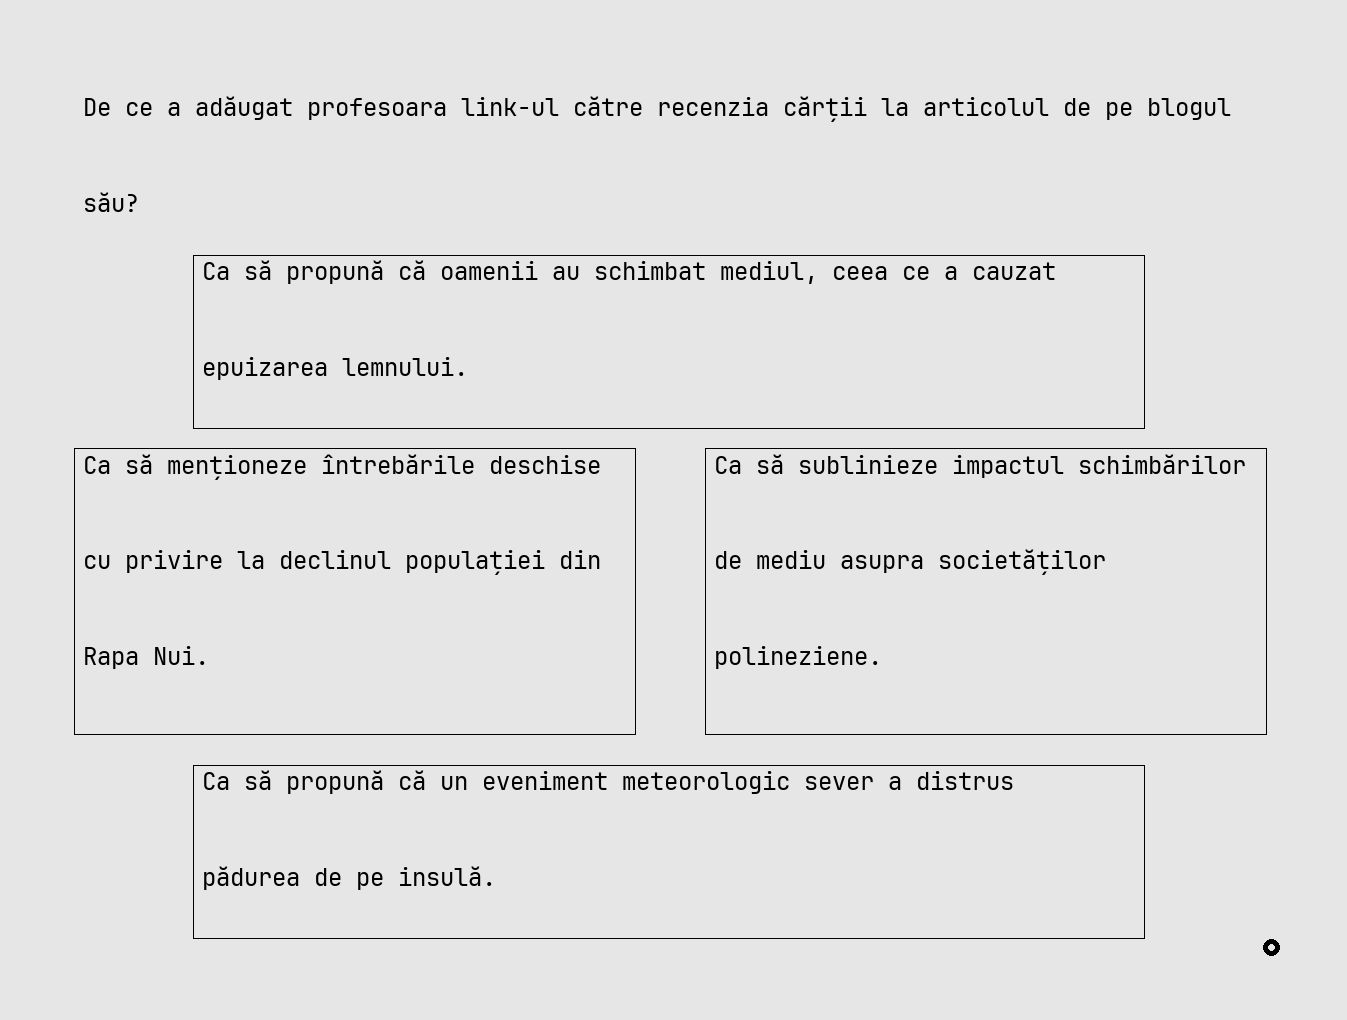 De ce a adăugat profesoara link-ul către recenzia cărții la articolul de pe blogul
său?
Ca să propună că oamenii au schimbat mediul, ceea ce a cauzat
epuizarea lemnului.
Ca să menționeze întrebările deschise
cu privire la declinul populației din
Rapa Nui.
Ca să sublinieze impactul schimbărilor
de mediu asupra societăților
polineziene.
Ca să propună că un eveniment meteorologic sever a distrus
pădurea de pe insulă.